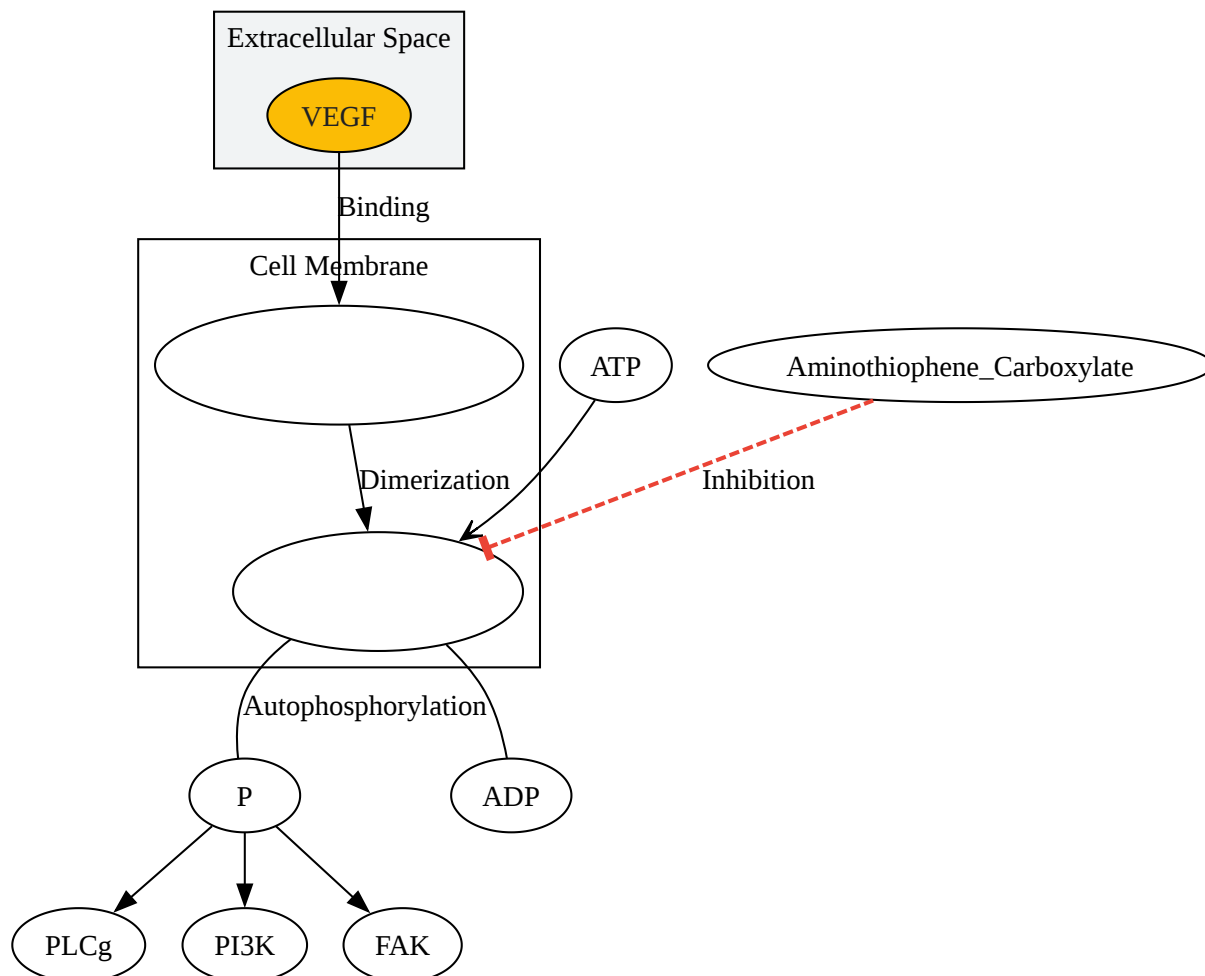 Extracellular Space
VEGF
Binding
Cell Membrane
ATP
Aminothiophene_Carboxylate
Dimerization
Inhibition
Autophosphorylation
P
ADP
PLCg
PI3K
FAK